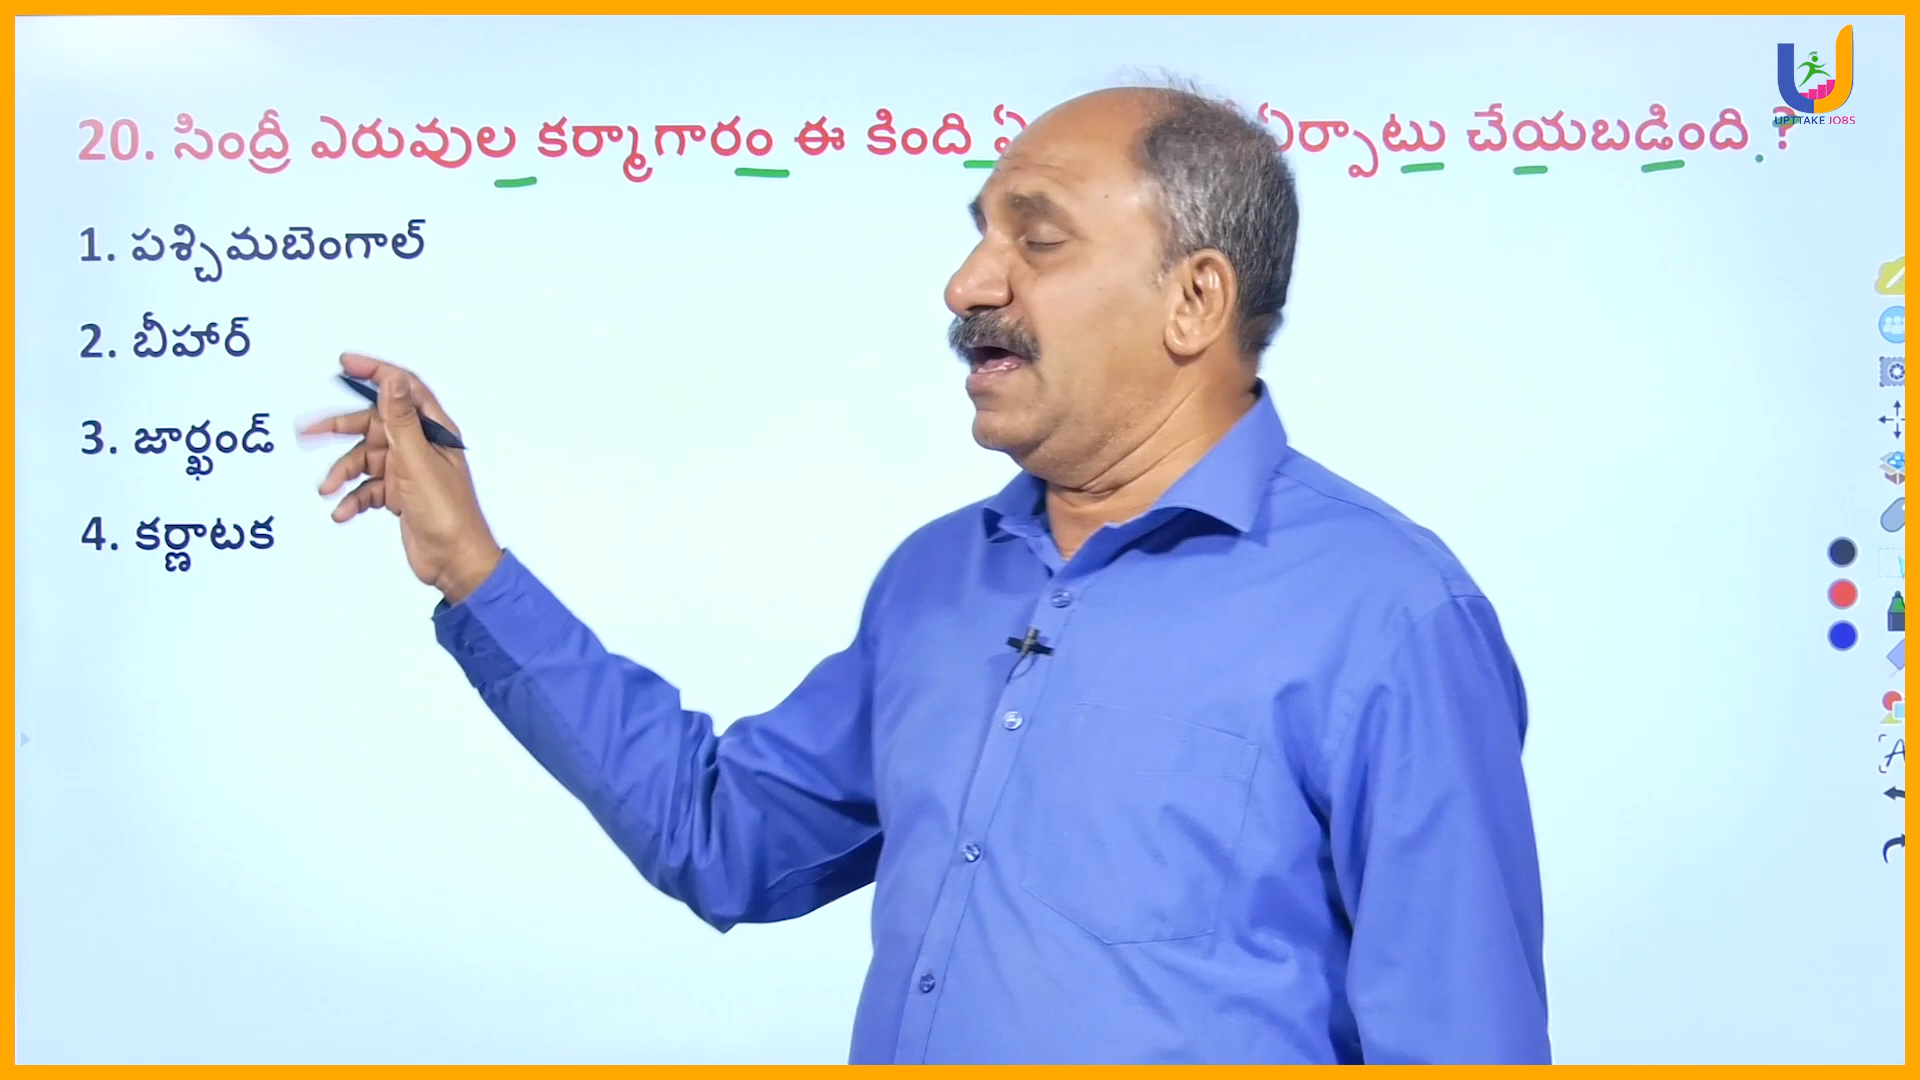 UPTTAKE JOBS
20. సింద్రీ ఎరువుల కర్మాగారం ఈ కింది ఏర్పాటు చేయబడింది. ?
1. పశ్చిమబెంగాల్
2. బీహార్
3. జార్ఖండ్
4. కర్ణాటక